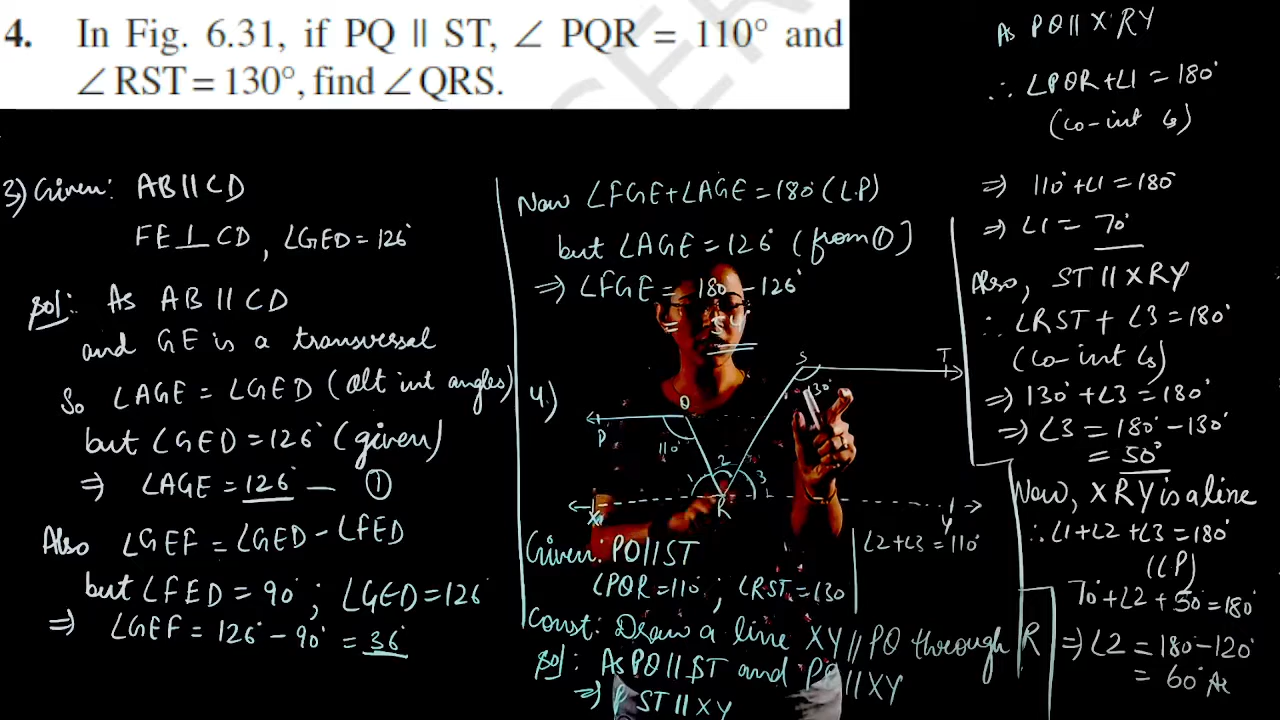 4. In Fig. 6.31, if PQ || ST, ∠ PQR = 110° and
∠ RST = 130°, find ∠ QRS.
3) Given: AB || CD
FE ⊥ CD, ∠GED = 126°
Sol: As AB || CD
and GE is a transversal
So ∠AGE = ∠GED (alt int angles)
but ∠GED = 126° (given)
⇒ ∠AGE = 126° — ①
Also ∠GEF = ∠GED - ∠FED
but ∠FED = 90° ; ∠GED = 126°
⇒ ∠GEF = 126° - 90° = 36°
Now ∠FGE + ∠AGE = 180° (L.P)
but ∠AGE = 126° (from ①)
⇒ ∠FGE = 180° - 126°
= 54°
4)
S T
130°
Q
P
110°
1 2 3
X R Y
Given: PQ || ST
∠PQR = 110° ; ∠RST = 130
∠2 + ∠3 = 110°
Const: Draw a line XY || PQ through R
Sol: As PQ || ST and PQ || XY
⇒ ST || XY
As PQ || XRY
∴ ∠PQR + ∠1 = 180°
(co-int ∠s)
⇒ 110° + ∠1 = 180°
⇒ ∠1 = 70°
Also, ST || XRY
∴ ∠RST + ∠3 = 180°
(co-int ∠s)
⇒ 130° + ∠3 = 180°
⇒ ∠3 = 180° - 130°
= 50°
Now, XRY is a line
∴ ∠1 + ∠2 + ∠3 = 180°
(LP)
70° + ∠2 + 50° = 180°
⇒ ∠2 = 180° - 120°
= 60°